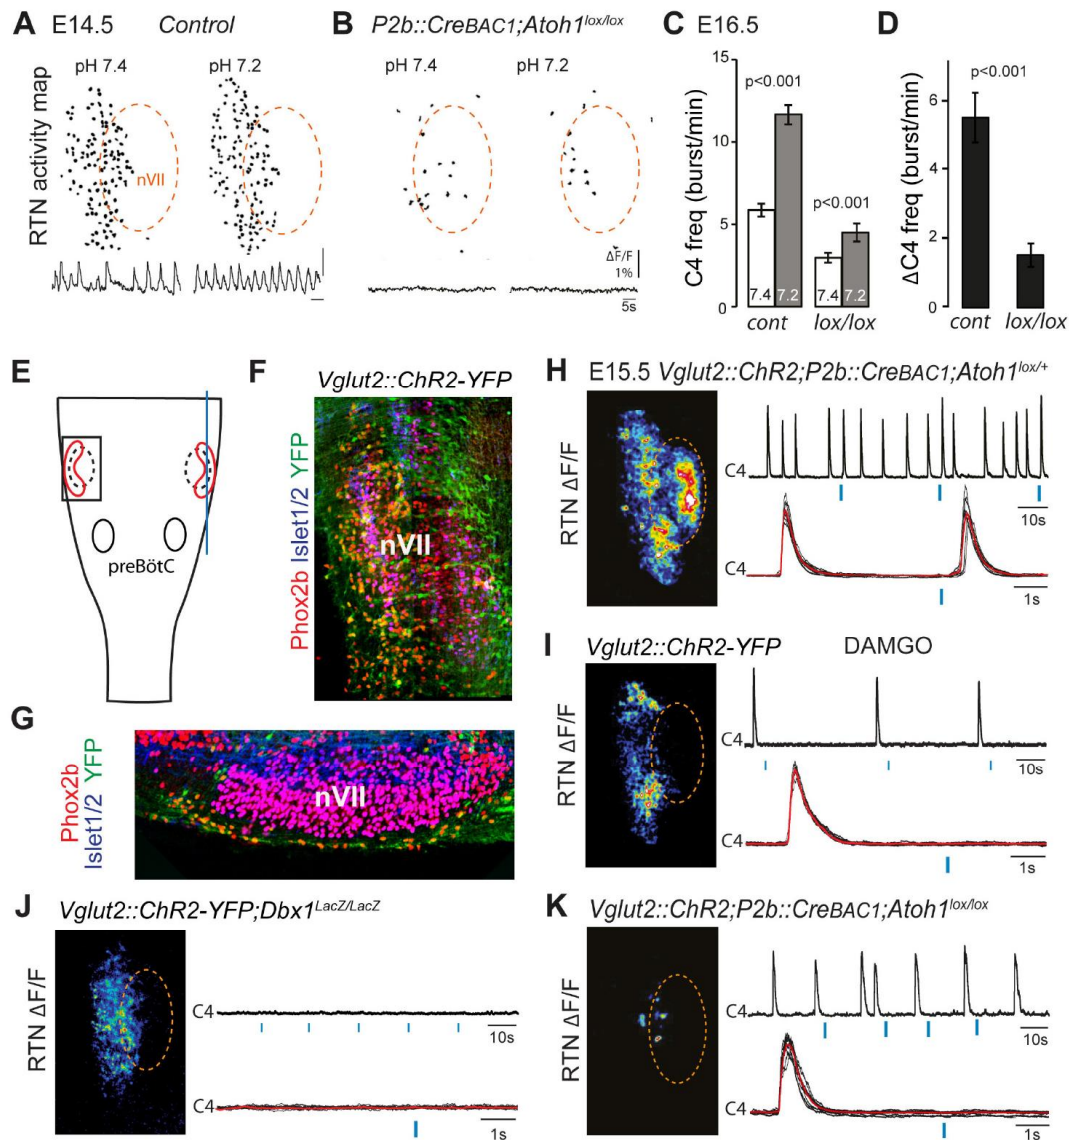 A E14.5 Control
pH 7.4 pH 7.2
RTN activity map
nVII
B P2b::CreBAC1;Atoh1lox/lox
pH 7.4 pH 7.2
ΔF/F
1%
5s
C E16.5
C4 freq (burst/min)
15
10
5
0
p<0.001
p<0.001
7.4 7.2 7.4 7.2
cont lox/lox
D
ΔC4 freq (burst/min)
6
4
2
0
p<0.001
cont lox/lox
E
preBötC
F Vglut2::ChR2-YFP
Phox2b Islet1/2 YFP
nVII
G
Phox2b
Islet1/2 YFP
nVII
H E15.5 Vglut2::ChR2;P2b::CreBAC1;Atoh1lox/+
RTN ΔF/F
C4
10s
C4
1s
I Vglut2::ChR2-YFP DAMGO
RTN ΔF/F
C4
10s
C4
1s
J Vglut2::ChR2-YFP;Dbx1LacZ/LacZ
RTN ΔF/F
C4
10s
C4
1s
K Vglut2::ChR2;P2b::CreBAC1;Atoh1lox/lox
RTN ΔF/F
C4
10s
C4
1s